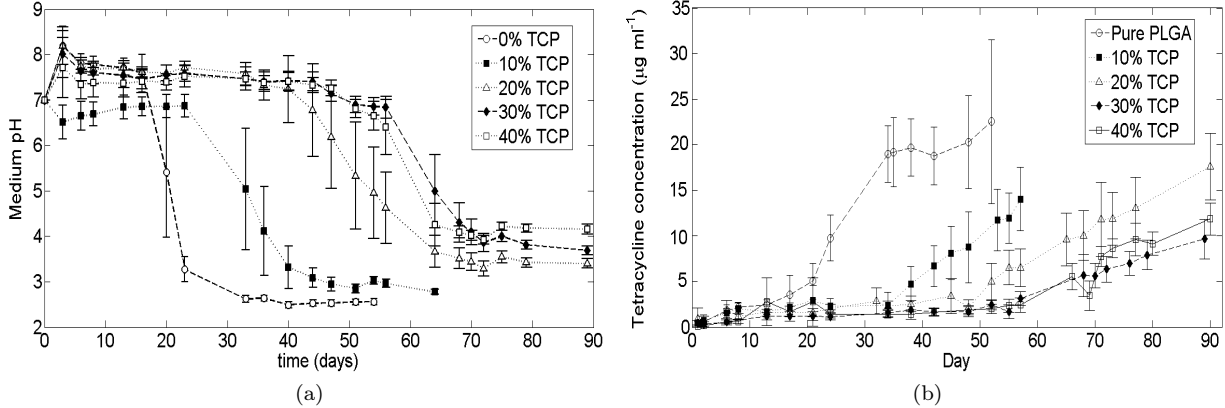 9
8
7
6
5
4
3
2
0
10
20
30
40
50
60
70
80
90
Medium pH
time (days)
0% TCP
10% TCP
20% TCP
30% TCP
40% TCP
(a)
35
30
25
20
15
10
5
0
0
10
20
30
40
50
60
70
80
90
Tetracycline concentration (μg ml⁻¹)
Day
Pure PLGA
10% TCP
20% TCP
30% TCP
40% TCP
(b)